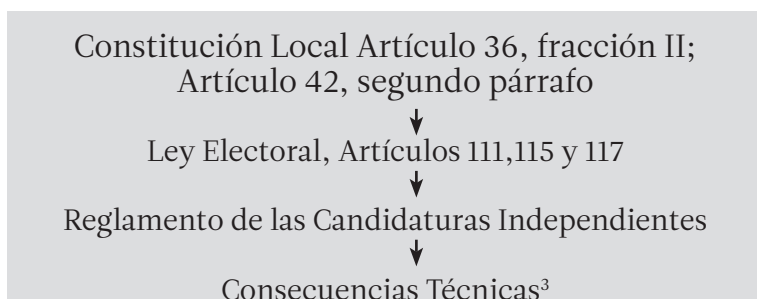 Constitución Local Artículo 36, fracción II;
Artículo 42, segundo párrafo
Ley Electoral, Artículos 111,115 y 117
Reglamento de las Candidaturas Independientes
Consecuencias Técnicas³